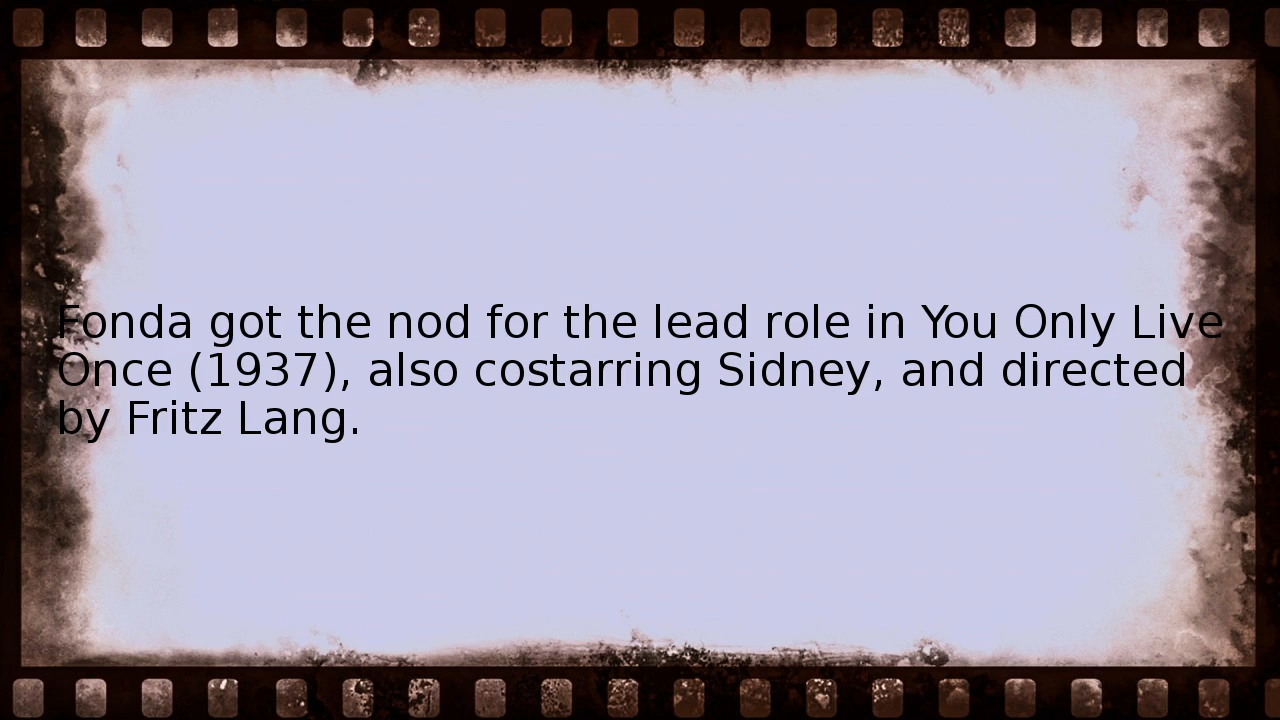 Fonda got the nod for the lead role in You Only Live
Once (1937), also costarring Sidney, and directed
by Fritz Lang.